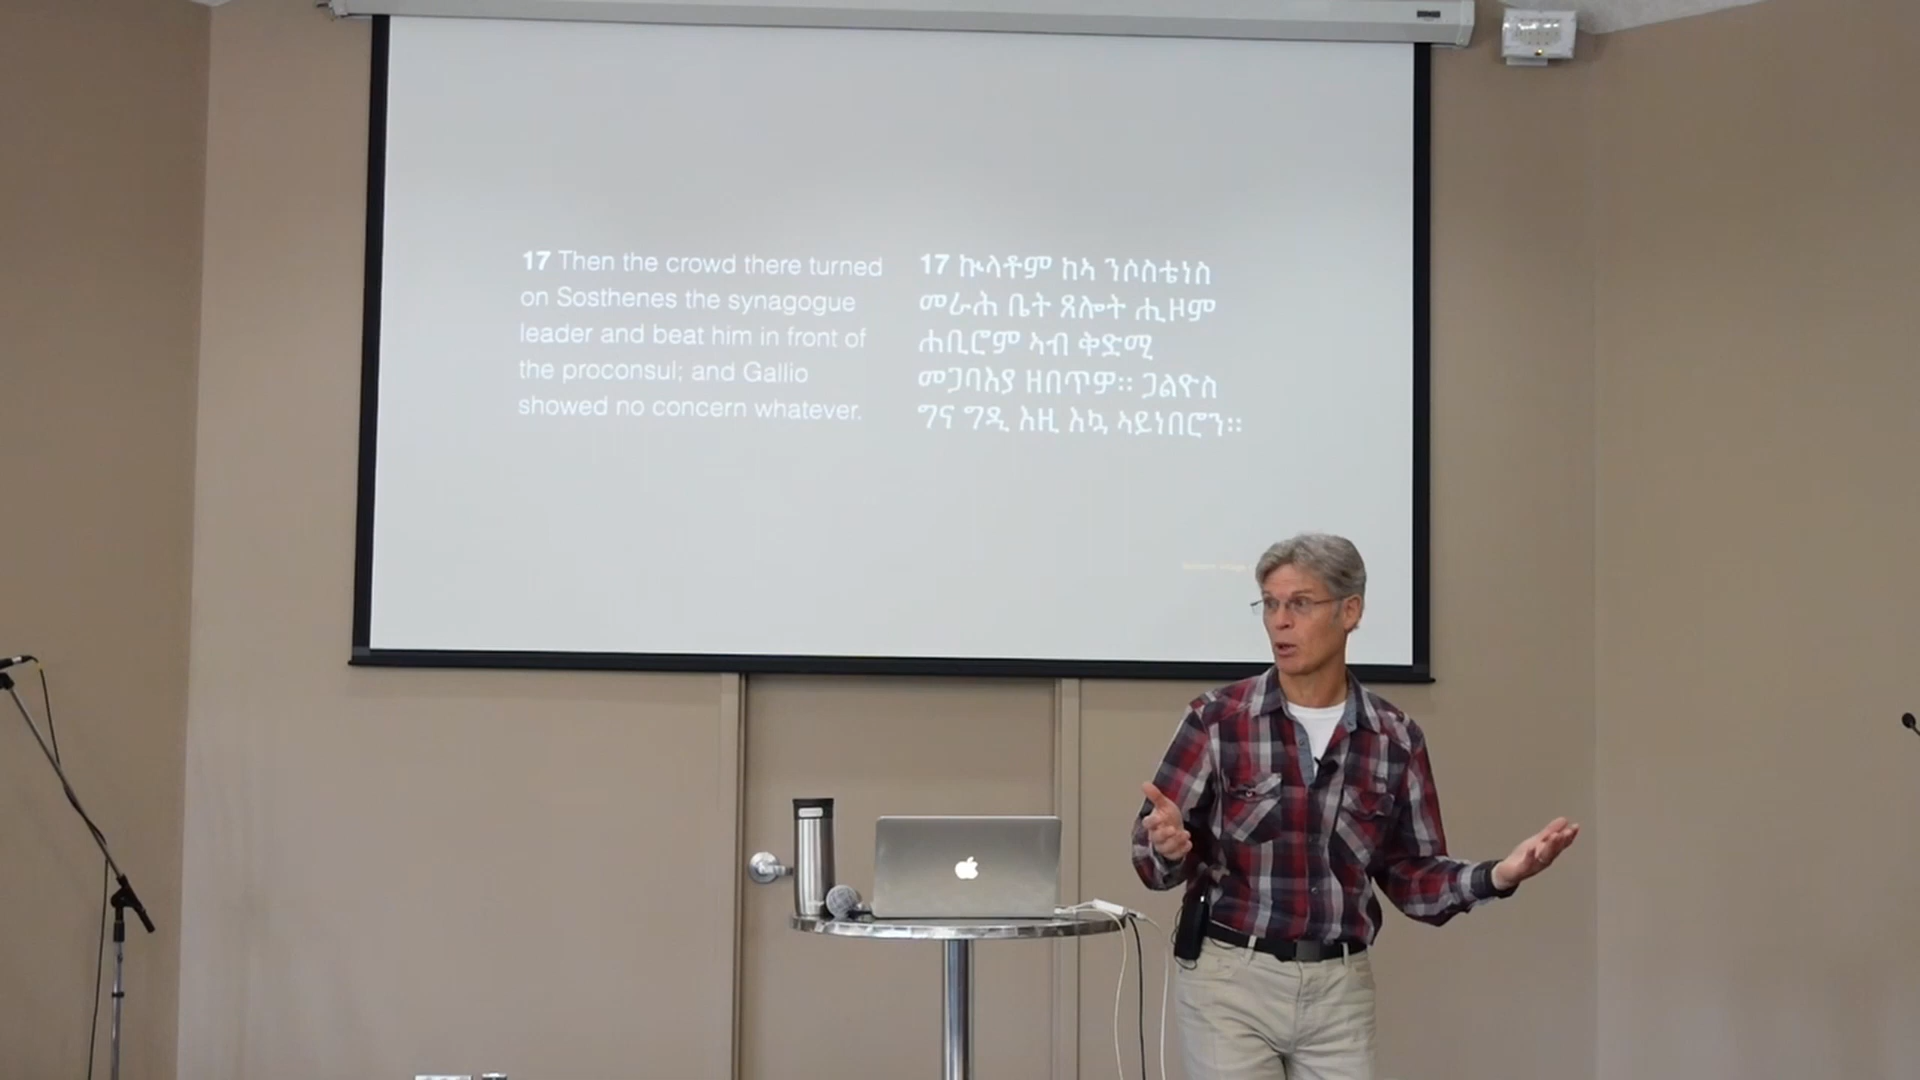 17 Then the crowd there turned
on Sosthenes the synagogue
leader and beat him in front of
the proconsul; and Gallio
showed no concern whatever.
17 ኲላቶም ከኣ ንሶስቴነስ
መራሕ ቤት ጸሎት ሒዞም
ሐቢሮም ኣብ ቅድሚ
መጋባእያ ዘበጥዎ። ጋልዮስ
ግና ግዲ እዚ እኳ ኣይነበሮን።